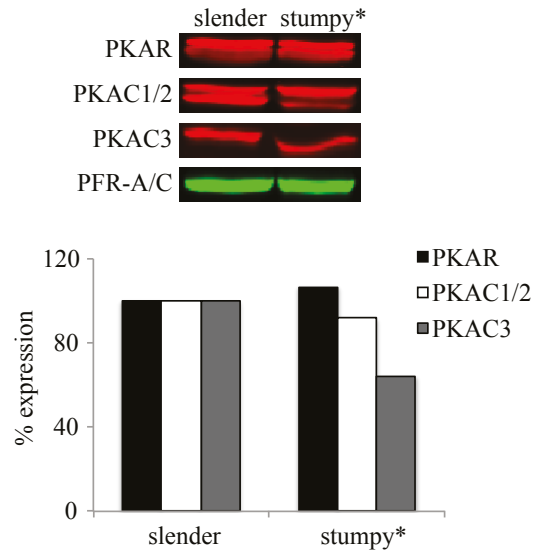 slender stumpy*
PKAR
PKAC1/2
PKAC3
PFR-A/C
120
80
40
0
% expression
PKAR
PKAC1/2
PKAC3
slender stumpy*